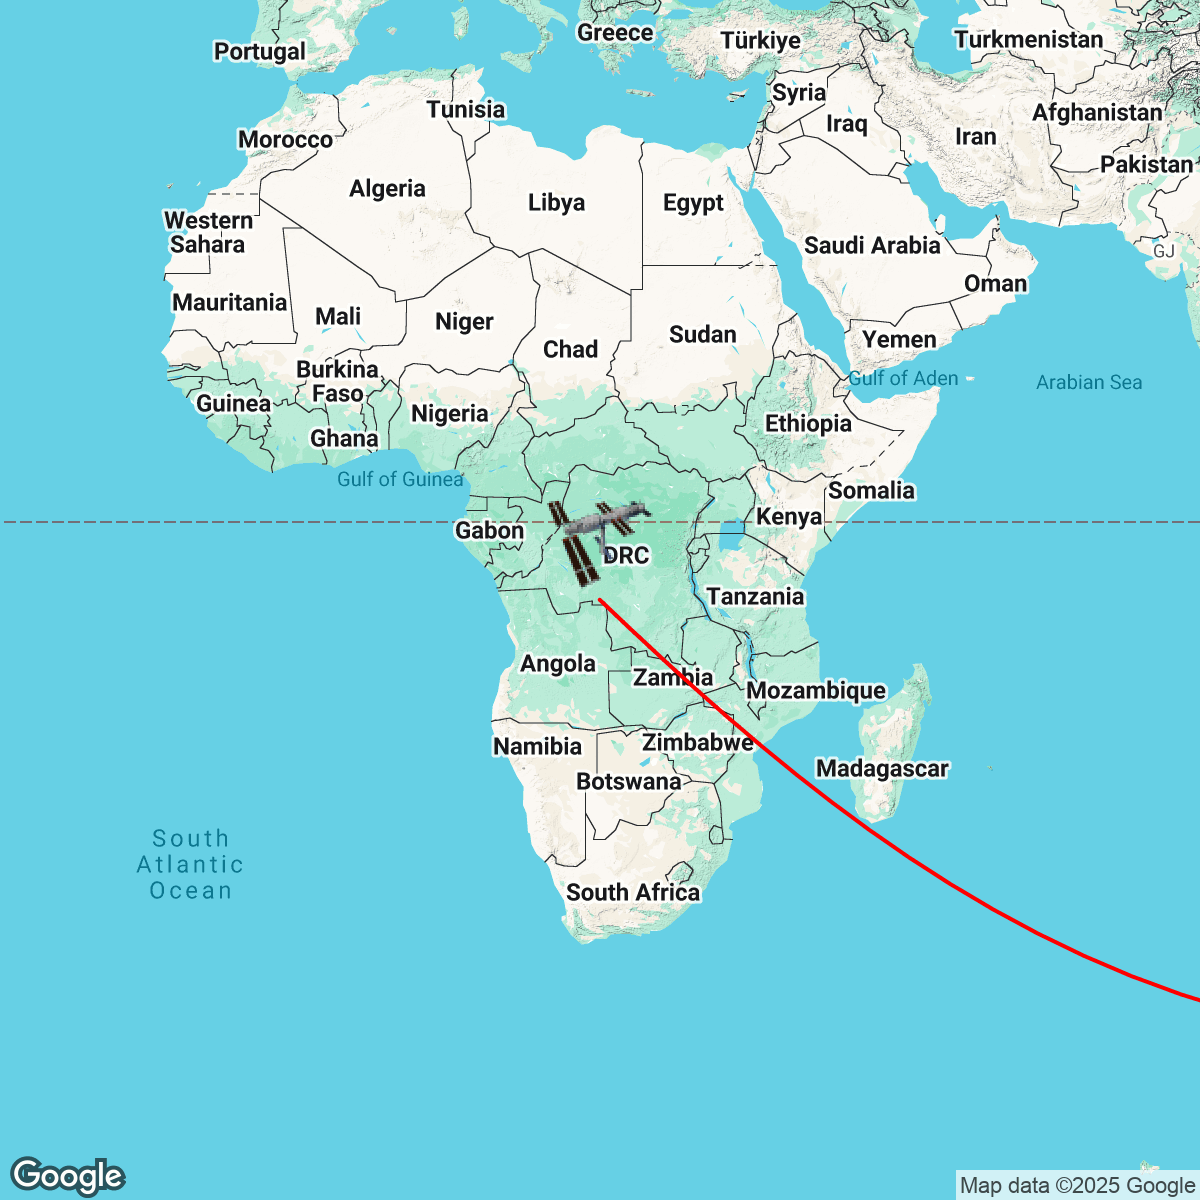 Greece
Türkiye
Turkmenistan
Portugal
Syria
Afghanistan
Tunisia
Iraq
Iran
Morocco
Pakistan
Algeria
Libya
Egypt
Western
Sahara
Saudi Arabia
GJ
Oman
Mauritania
Mali
Niger
Sudan
Yemen
Chad
Burkina
Faso
Gulf of Aden
Arabian Sea
Guinea
Nigeria
Ethiopia
Ghana
Gulf of Guinea
Somalia
Kenya
Gabon
DRC
Tanzania
Angola
Zambia
Mozambique
Namibia
Zimbabwe
Madagascar
Botswana
South
Atlantic
Ocean
South Africa
Google
Map data ©2025 Google